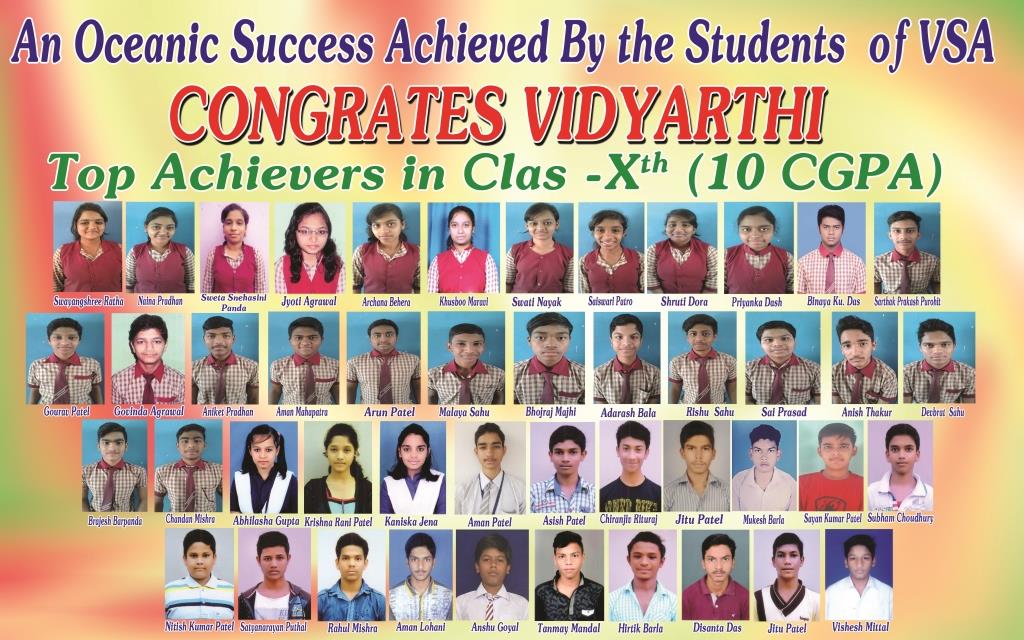 An Oceanic Success Achieved By the Students of VSA
CONGRATES VIDYARTHI
Top Achievers in Clas -Xth (10 CGPA)
Swayangshree Ratha Naina Pradhan Sweta Snehasini Panda Jyoti Agrawal Archana Behera Khusboo Maravi Swati Nayak Saiswari Patro Shruti Dora Priyanka Dash Binaya Ku. Das Sarthak Prakash Purohit
Gourav Patel Govinda Agrawal Aniket Pradhan Aman Mahapatra Arun Patel Malaya Sahu Bhojraj Majhi Adarash Bala Rishu Sahu Sai Prasad Anish Thakur Devbrat Sahu
Brajesh Barpanda Chandan Mishra Abhilasha Gupta Krishna Rani Patel Kaniska Jena Aman Patel Asish Patel Chiranjiv Rituraj Jitu Patel Mukesh Barla Sayan Kumar Patel Subham Choudhury
Nitish Kumar Patel Satyanarayan Puthal Rahul Mishra Aman Lohani Anshu Goyal Tanmay Mandal Hirtik Barla Disanta Das Jitu Patel Vishesh Mittal